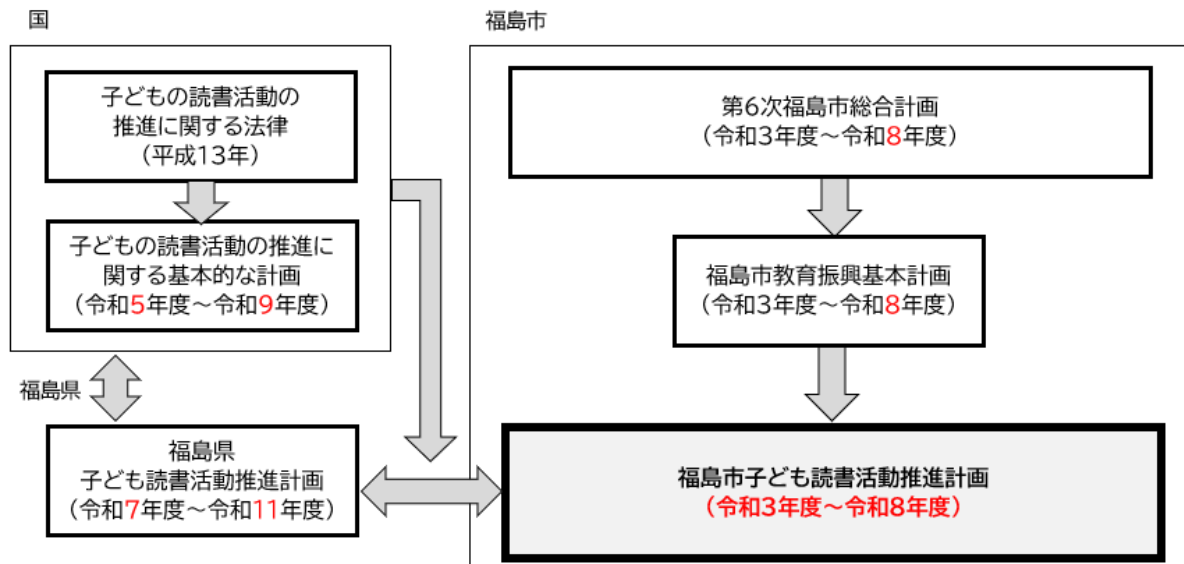 国
子どもの読書活動の
推進に関する法律
（平成13年）
子どもの読書活動の推進に
関する基本的な計画
（令和5年度～令和9年度）
福島県
福島県
子ども読書活動推進計画
（令和7年度～令和11年度）
福島市
第6次福島市総合計画
（令和3年度～令和8年度）
福島市教育振興基本計画
（令和3年度～令和8年度）
福島市子ども読書活動推進計画
（令和3年度～令和8年度）